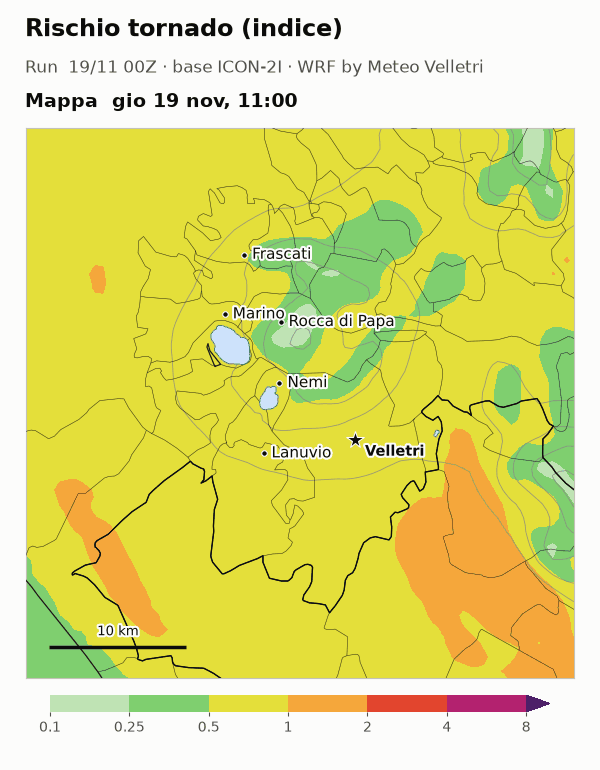 Rischio tornado (indice)
Run  19/11 00Z · base ICON-2I · WRF by Meteo Velletri
Mappa  gio 19 nov, 11:00
Frascati
Marino
Rocca di Papa
Nemi
Lanuvio
Velletri
10 km
0.1 0.25 0.5 1 2 4 8